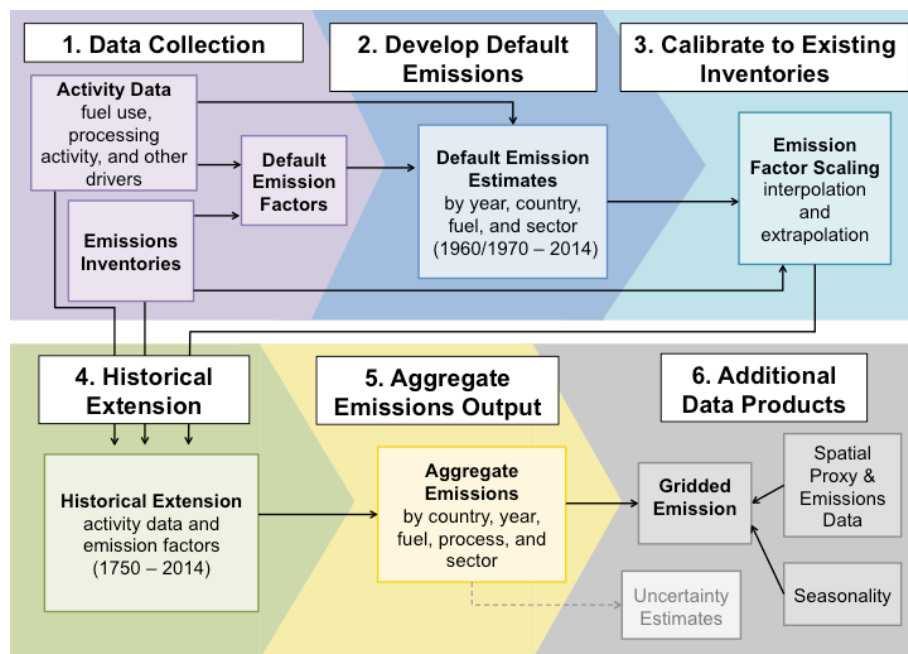 1. Data Collection
2. Develop Default
Emissions
3. Calibrate to Existing
Inventories
Activity Data
fuel use,
processing
activity, and other
drivers
Default
Emission
Factors
Emissions
Inventories
Default Emission
Estimates
by year, country,
fuel, and sector
(1960/1970 – 2014)
Emission
Factor Scaling
interpolation
and
extrapolation
4. Historical
Extension
5. Aggregate
Emissions Output
6. Additional
Data Products
Historical Extension
activity data and
emission factors
(1750 – 2014)
Aggregate
Emissions
by country, year,
fuel, process, and
sector
Gridded
Emission
Spatial
Proxy &
Emissions
Data
Seasonality
Uncertainty
Estimates